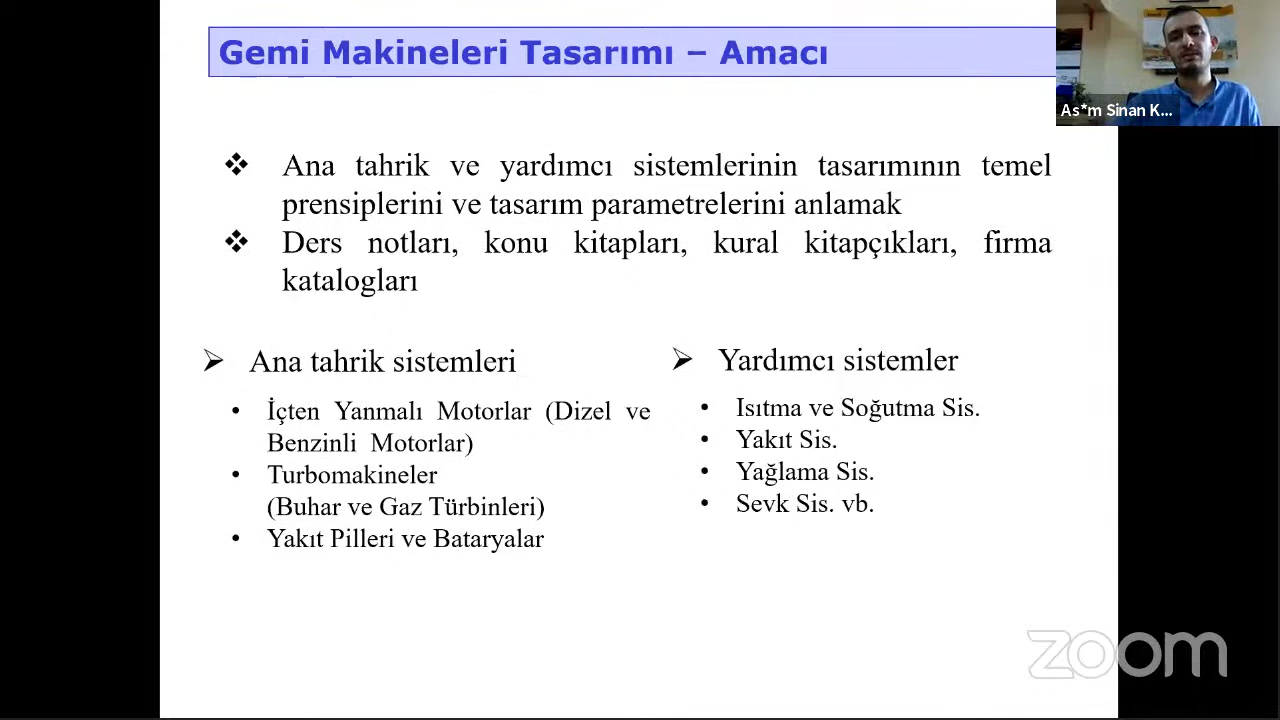 Gemi Makineleri Tasarımı – Amacı
As*m Sinan K...
❖ Ana tahrik ve yardımcı sistemlerinin tasarımının temel
prensiplerini ve tasarım parametrelerini anlamak
❖ Ders notları, konu kitapları, kural kitapçıkları, firma
katalogları
➢ Ana tahrik sistemleri
• İçten Yanmalı Motorlar (Dizel ve
Benzinli Motorlar)
• Turbomakineler
(Buhar ve Gaz Türbinleri)
• Yakıt Pilleri ve Bataryalar
➢ Yardımcı sistemler
• Isıtma ve Soğutma Sis.
• Yakıt Sis.
• Yağlama Sis.
• Sevk Sis. vb.
zoom